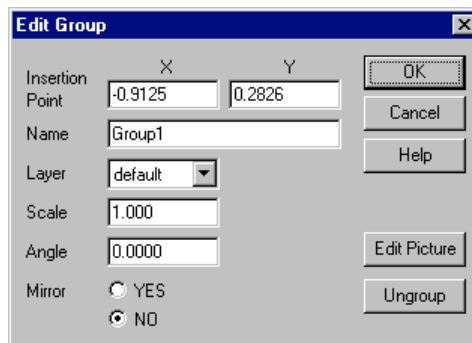 Edit Group
X Y
Insertion Point
-0.9125 0.2826
OK
Cancel
Name Group1
Help
Layer default
Scale 1.000
Angle 0.0000
Edit Picture
Mirror YES
NO
Ungroup